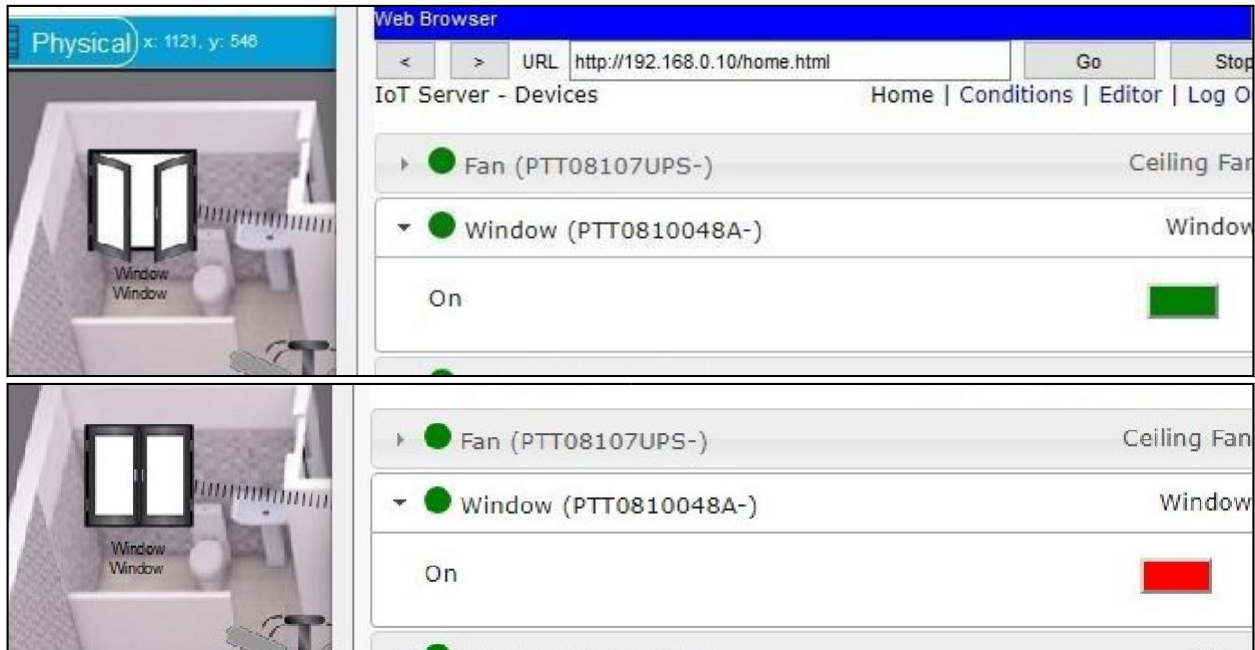 Physical x: 1121, y: 546
Window
Window
Web Browser
< > URL http://192.168.0.10/home.html Go Stop
IoT Server - Devices Home | Conditions | Editor | Log O
Fan (PTT08107UPS-) Ceiling Fan
Window (PTT0810048A-) Window
On
Window
Window
Fan (PTT08107UPS-) Ceiling Fan
Window (PTT0810048A-) Window
On